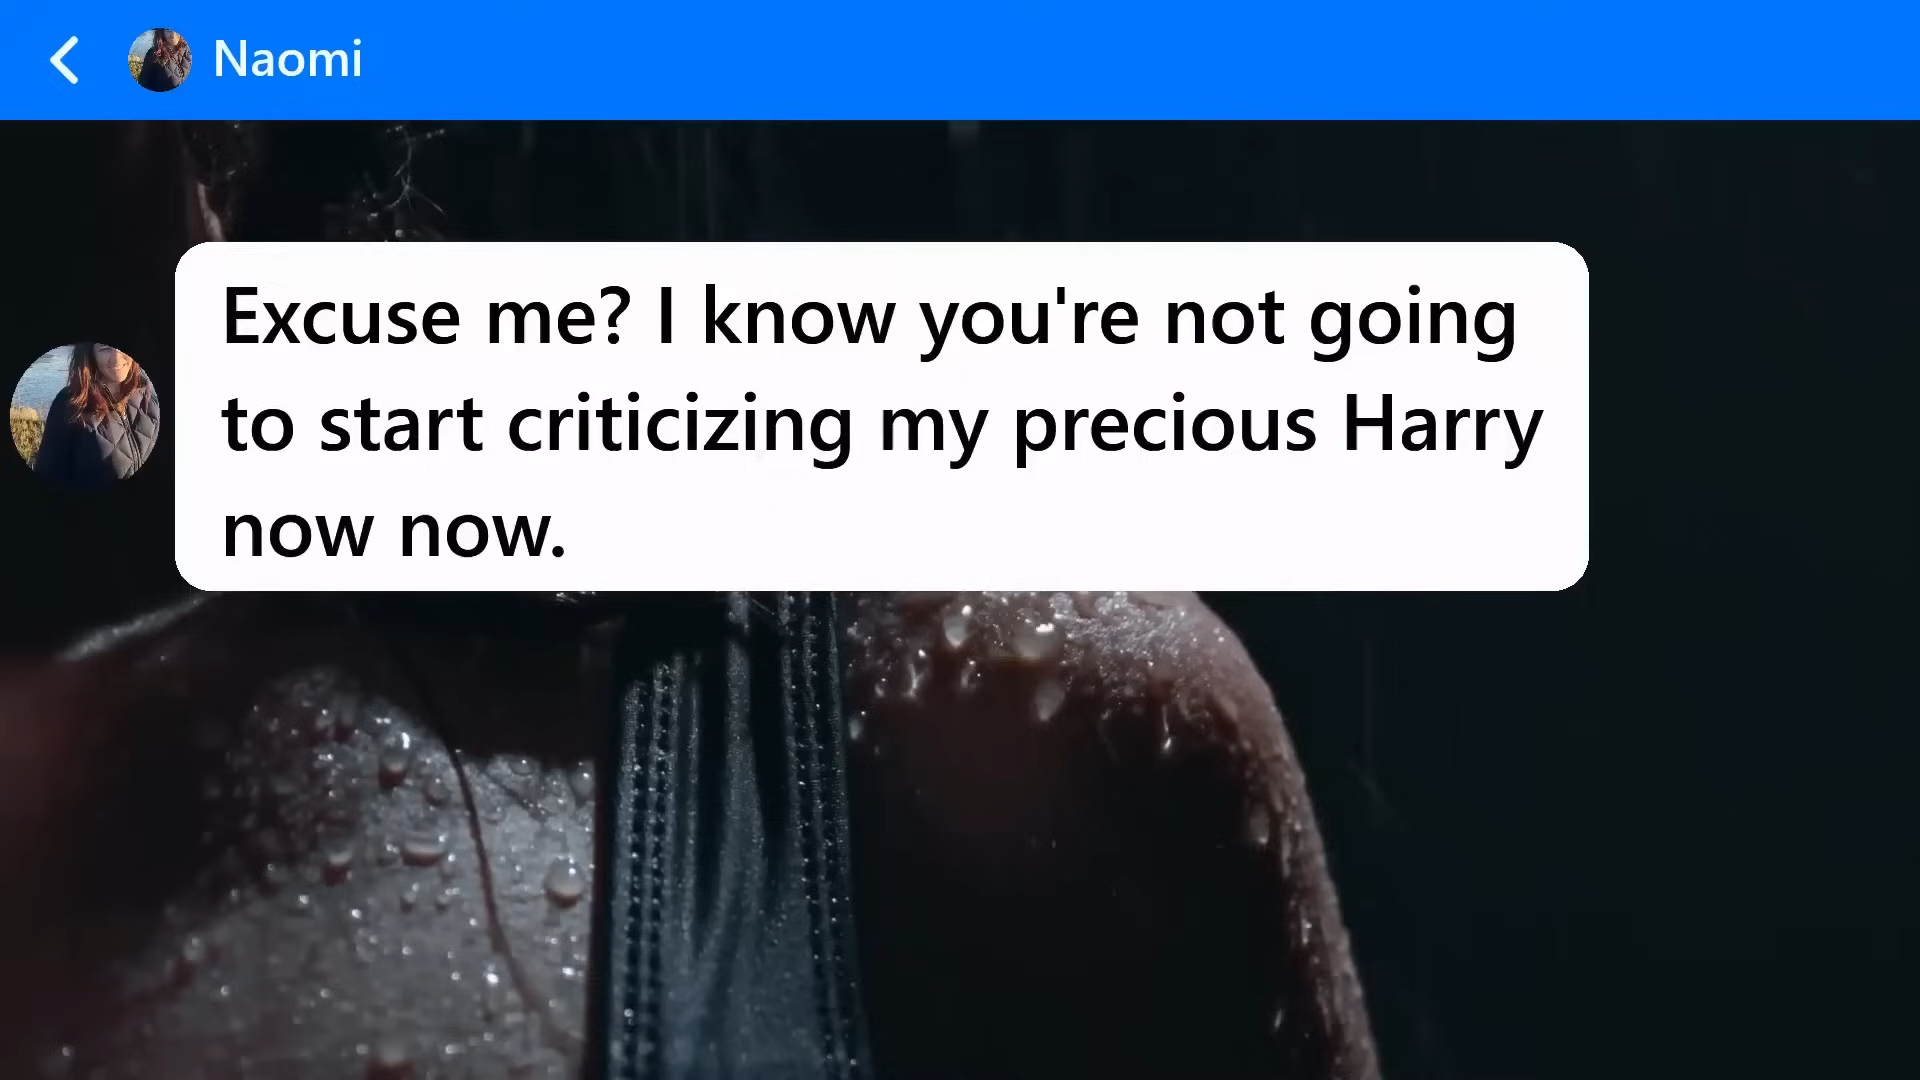 Naomi
Excuse me? I know you're not going
to start criticizing my precious Harry
now now.